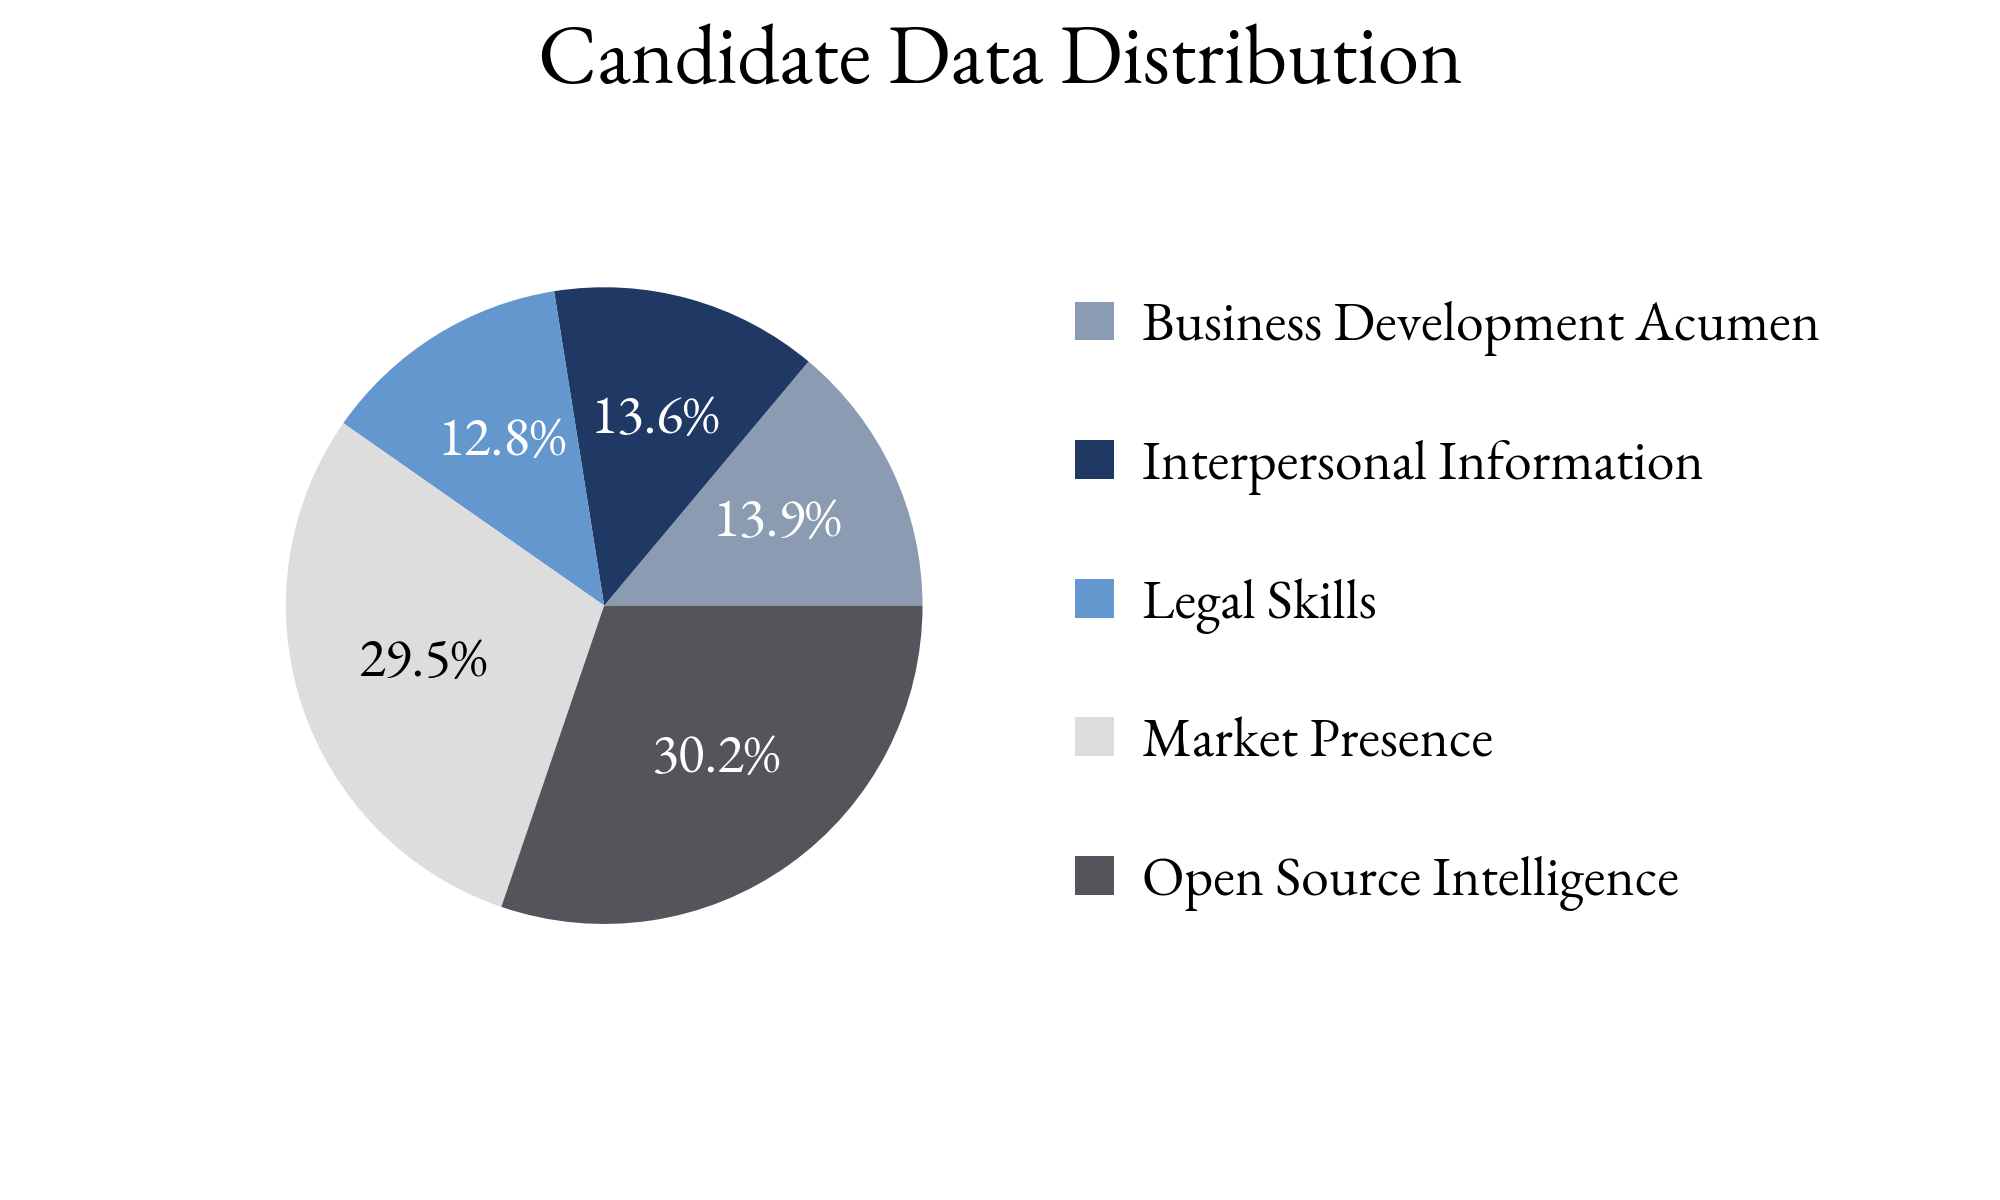 Candidate Data Distribution
12.8%
13.6%
13.9%
29.5%
30.2%
Business Development Acumen
Interpersonal Information
Legal Skills
Market Presence
Open Source Intelligence